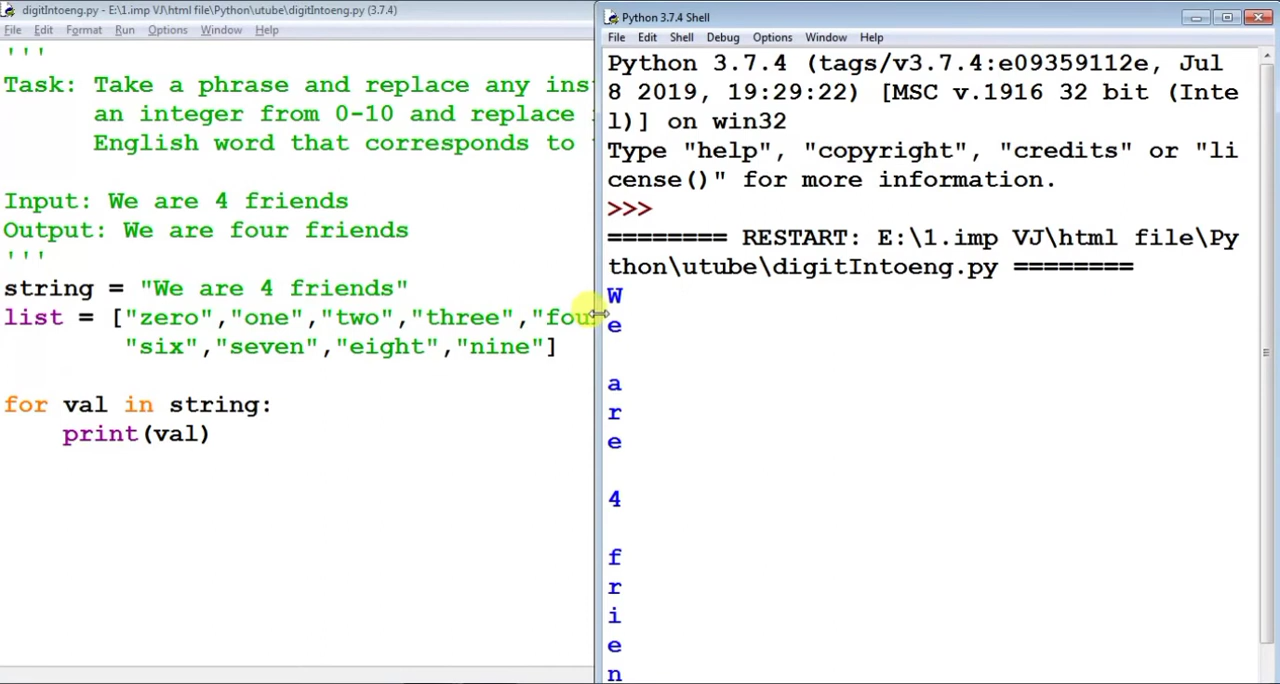 digitIntoeng.py - E:\1.imp VJ\html file\Python\utube\digitIntoeng.py (3.7.4)
File Edit Format Run Options Window Help
'''
Task: Take a phrase and replace any ins
an integer from 0-10 and replace
English word that corresponds to
Input: We are 4 friends
Output: We are four friends
'''
string = "We are 4 friends"
list = ["zero","one","two","three","fou
"six","seven","eight","nine"]
for val in string:
print(val)
Python 3.7.4 Shell
File Edit Shell Debug Options Window Help
Python 3.7.4 (tags/v3.7.4:e09359112e, Jul
8 2019, 19:29:22) [MSC v.1916 32 bit (Inte
l)] on win32
Type "help", "copyright", "credits" or "li
cense()" for more information.
>>>
======== RESTART: E:\1.imp VJ\html file\Py
thon\utube\digitIntoeng.py ========
W
e
a
r
e
4
f
r
i
e
n